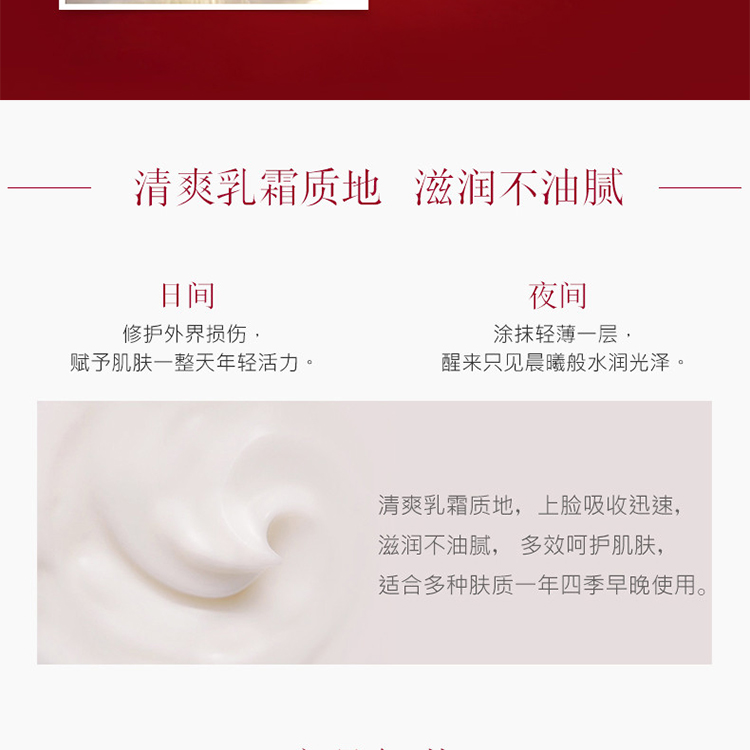 清爽乳霜质地 滋润不油腻
日间
修护外界损伤，
赋予肌肤一整天年轻活力。
夜间
涂抹轻薄一层，
醒来只见晨曦般水润光泽。
清爽乳霜质地，上脸吸收迅速，
滋润不油腻， 多效呵护肌肤，
适合多种肤质一年四季早晚使用。